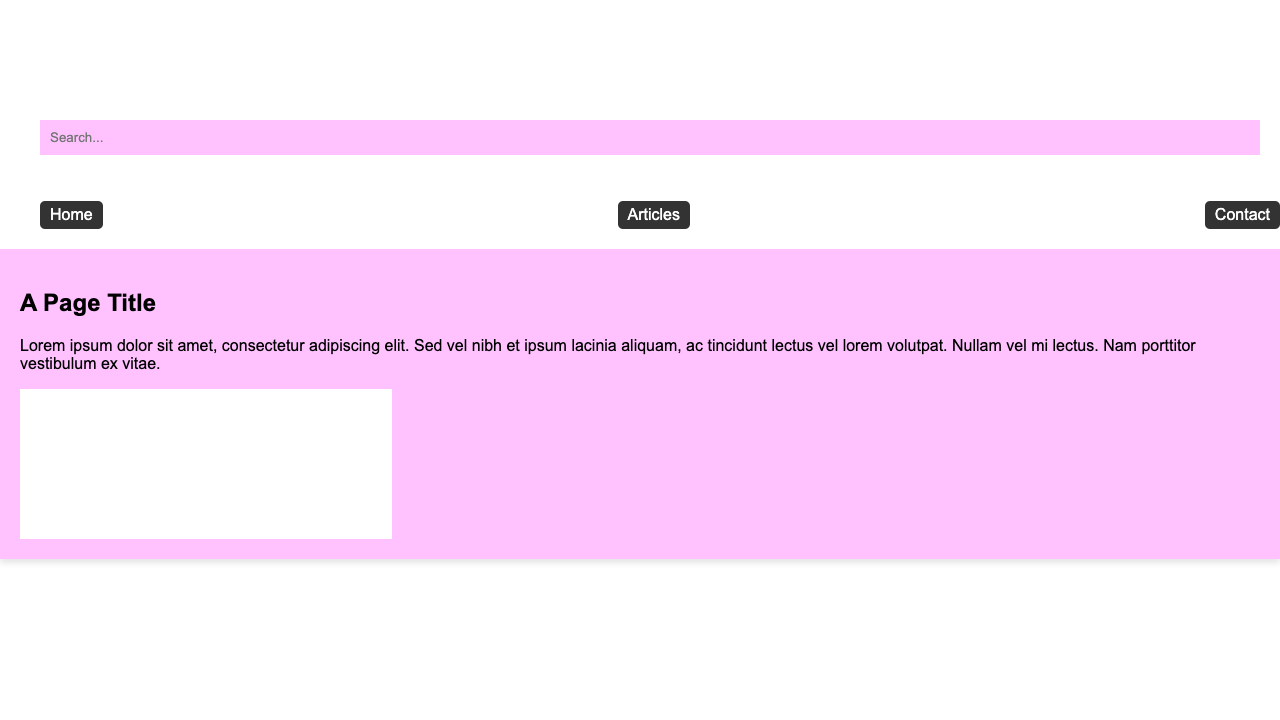 Search...
Home Articles Contact
A Page Title
Lorem ipsum dolor sit amet, consectetur adipiscing elit. Sed vel nibh et ipsum lacinia aliquam, ac tincidunt lectus vel lorem volutpat. Nullam vel mi lectus. Nam porttitor
vestibulum ex vitae.